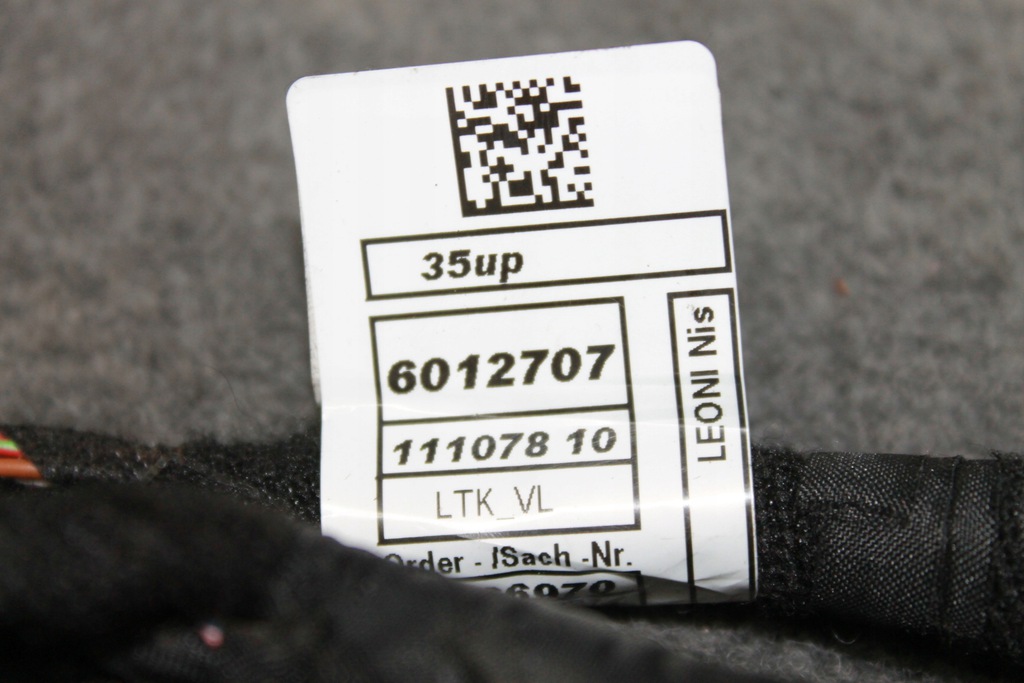 35up
6012707
111078 10
LTK_VL
LEONI Nis
Order - /Sach -Nr.